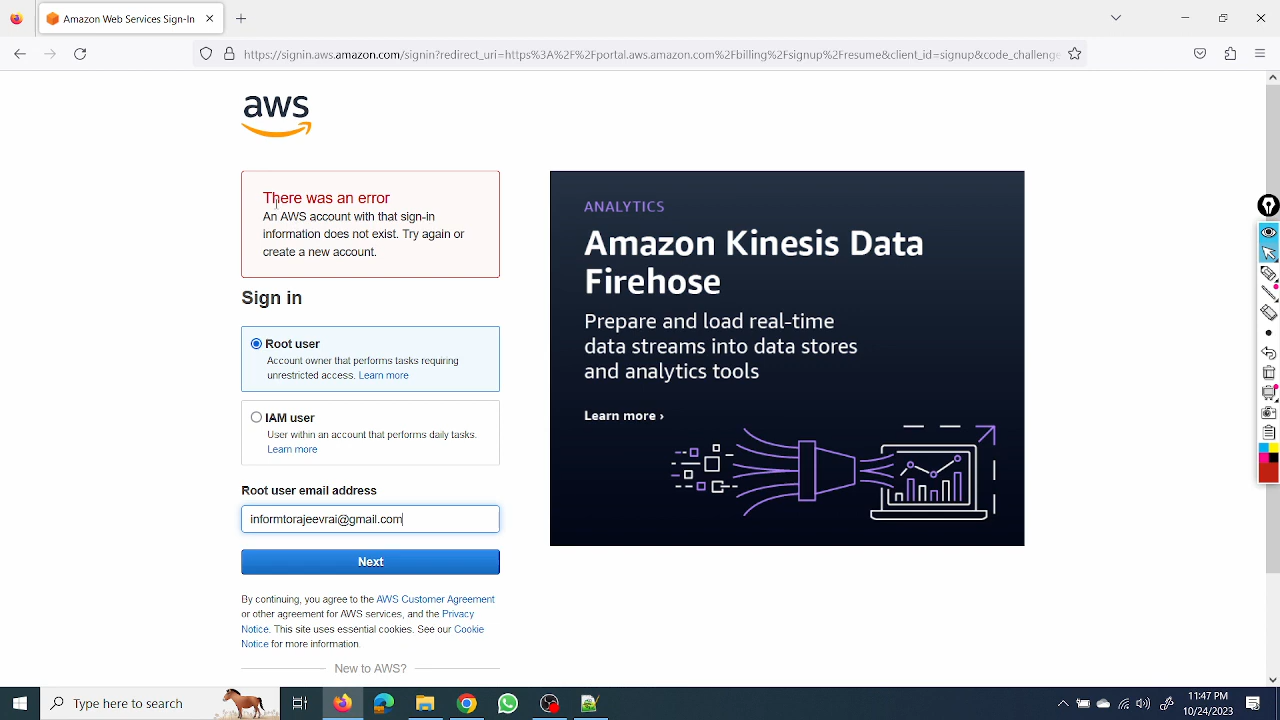 Amazon Web Services Sign-In
https://signin.aws.amazon.com/signin?redirect_uri=https%3A%2F%2Fportal.aws.amazon.com%2Fbilling%2Fsignup%2Fresume&client_id=signup&code_challenge
aws
There was an error
An AWS account with that sign-in
information does not exist. Try again or
create a new account.
Sign in
Root user
Account owner that performs tasks requiring
unrestricted access. Learn more
IAM user
User within an account that performs daily tasks.
Learn more
Root user email address
informtorajeevrai@gmail.com
Next
By continuing, you agree to the AWS Customer Agreement
or other agreement for AWS services, and the Privacy
Notice. This site uses essential cookies. See our Cookie
Notice for more information.
New to AWS?
ANALYTICS
Amazon Kinesis Data
Firehose
Prepare and load real-time
data streams into data stores
and analytics tools
Learn more ›
Type here to search
11:47 PM
10/24/2023